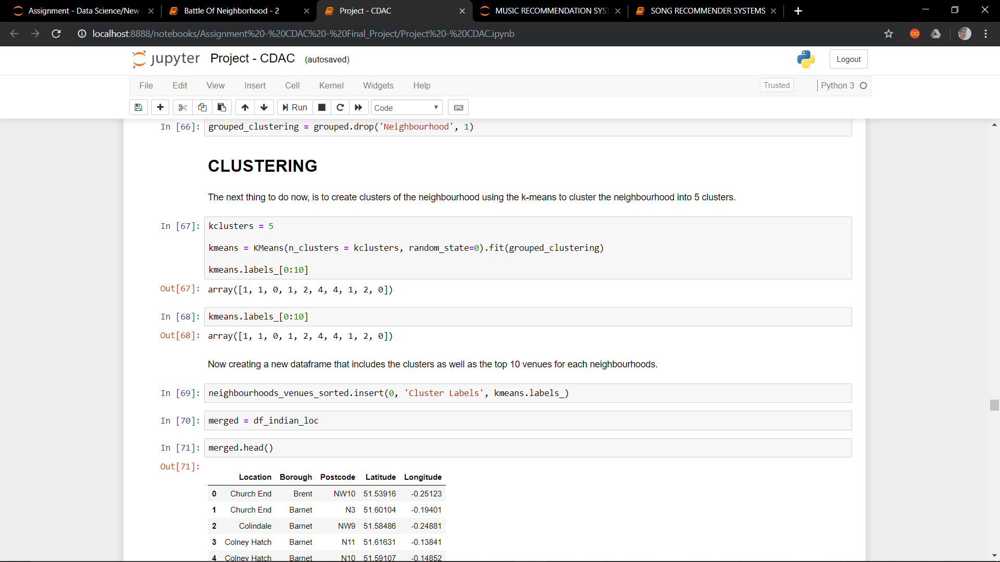 Assignment - Data Science/New
Battle Of Neighborhood - 2
Project - CDAC
MUSIC RECOMMENDATION SYST
SONG RECOMMENDER SYSTEMS
localhost:8888/notebooks/Assignment%20-%20CDAC%20-%20Final_Project/Project%20-%20CDAC.ipynb
jupyter Project - CDAC (autosaved)
Logout
File Edit View Insert Cell Kernel Widgets Help
Trusted Python 3
Run Code
In [66]: grouped_clustering = grouped.drop('Neighbourhood', 1)
CLUSTERING
The next thing to do now, is to create clusters of the neighbourhood using the k-means to cluster the neighbourhood into 5 clusters.
In [67]: kclusters = 5
kmeans = KMeans(n_clusters = kclusters, random_state=0).fit(grouped_clustering)
kmeans.labels_[0:10]
Out[67]: array([1, 1, 0, 1, 2, 4, 4, 1, 2, 0])
In [68]: kmeans.labels_[0:10]
Out[68]: array([1, 1, 0, 1, 2, 4, 4, 1, 2, 0])
Now creating a new dataframe that includes the clusters as well as the top 10 venues for each neighbourhoods.
In [69]: neighbourhoods_venues_sorted.insert(0, 'Cluster Labels', kmeans.labels_)
In [70]: merged = df_indian_loc
In [71]: merged.head()
Out[71]:
Location Borough Postcode Latitude Longitude
0 Church End Brent NW10 51.53916 -0.25123
1 Church End Barnet N3 51.60104 -0.19401
2 Colindale Barnet NW9 51.58486 -0.24881
3 Colney Hatch Barnet N11 51.61631 -0.13841
4 Colney Hatch Barnet N10 51.59107 -0.14852